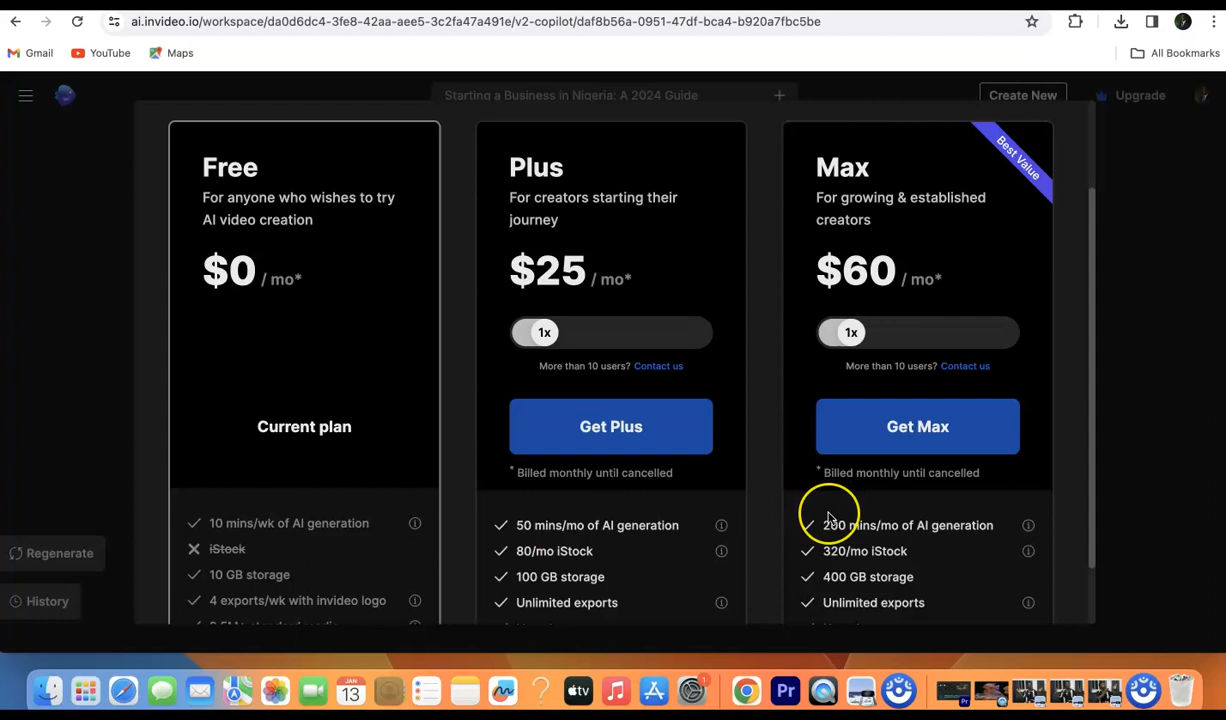 ai.invideo.io/workspace/da0d6dc4-3fe8-42aa-aee5-3c2fa47a491e/v2-copilot/daf8b56a-0951-47df-bca4-b920a7fbc5be
Gmail
YouTube
Maps
All Bookmarks
Starting a Business in Nigeria: A 2024 Guide
Create New
Upgrade
Free
For anyone who wishes to try
AI video creation
$0 / mo*
Current plan
10 mins/wk of AI generation
iStock
10 GB storage
4 exports/wk with invideo logo
Plus
For creators starting their
journey
$25 / mo*
1x
More than 10 users? Contact us
Get Plus
* Billed monthly until cancelled
50 mins/mo of AI generation
80/mo iStock
100 GB storage
Unlimited exports
Best Value
Max
For growing & established
creators
$60 / mo*
1x
More than 10 users? Contact us
Get Max
* Billed monthly until cancelled
200 mins/mo of AI generation
320/mo iStock
400 GB storage
Unlimited exports
Regenerate
History
JAN
13
tv
1
Pr